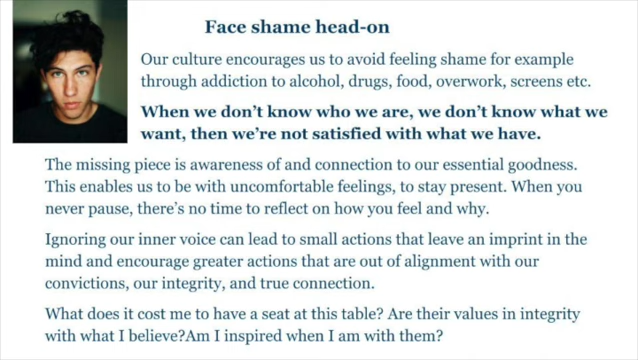 Face shame head-on
Our culture encourages us to avoid feeling shame for example
through addiction to alcohol, drugs, food, overwork, screens etc.
When we don't know who we are, we don't know what we
want, then we're not satisfied with what we have.
The missing piece is awareness of and connection to our essential goodness.
This enables us to be with uncomfortable feelings, to stay present. When you
never pause, there's no time to reflect on how you feel and why.
Ignoring our inner voice can lead to small actions that leave an imprint in the
mind and encourage greater actions that are out of alignment with our
convictions, our integrity, and true connection.
What does it cost me to have a seat at this table? Are their values in integrity
with what I believe?Am I inspired when I am with them?